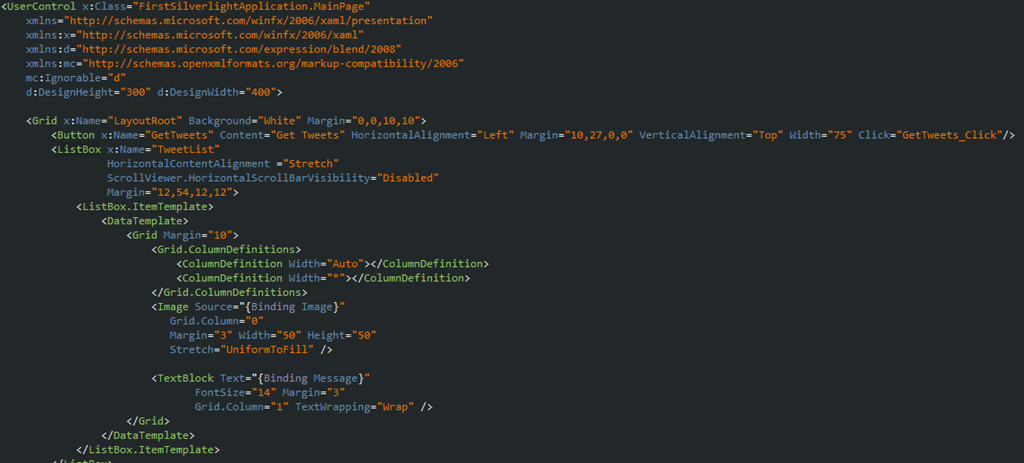 <UserControl x:Class="FirstSilverlightApplication.MainPage"
    xmlns="http://schemas.microsoft.com/winfx/2006/xaml/presentation"
    xmlns:x="http://schemas.microsoft.com/winfx/2006/xaml"
    xmlns:d="http://schemas.microsoft.com/expression/blend/2008"
    xmlns:mc="http://schemas.openxmlformats.org/markup-compatibility/2006"
    mc:Ignorable="d"
    d:DesignHeight="300" d:DesignWidth="400">

    <Grid x:Name="LayoutRoot" Background="White" Margin="0,0,10,10">
        <Button x:Name="GetTweets" Content="Get Tweets" HorizontalAlignment="Left" Margin="10,27,0,0" VerticalAlignment="Top" Width="75" Click="GetTweets_Click"/>
        <ListBox x:Name="TweetList"
                 HorizontalContentAlignment ="Stretch"
                 ScrollViewer.HorizontalScrollBarVisibility="Disabled"
                 Margin="12,54,12,12">
            <ListBox.ItemTemplate>
                <DataTemplate>
                    <Grid Margin="10">
                        <Grid.ColumnDefinitions>
                            <ColumnDefinition Width="Auto"></ColumnDefinition>
                            <ColumnDefinition Width="*"></ColumnDefinition>
                        </Grid.ColumnDefinitions>
                        <Image Source="{Binding Image}"
                           Grid.Column="0"
                           Margin="3" Width="50" Height="50"
                           Stretch="UniformToFill" />

                        <TextBlock Text="{Binding Message}"
                               FontSize="14" Margin="3"
                               Grid.Column="1" TextWrapping="Wrap" />
                    </Grid>
                </DataTemplate>
            </ListBox.ItemTemplate>
        </ListBox>